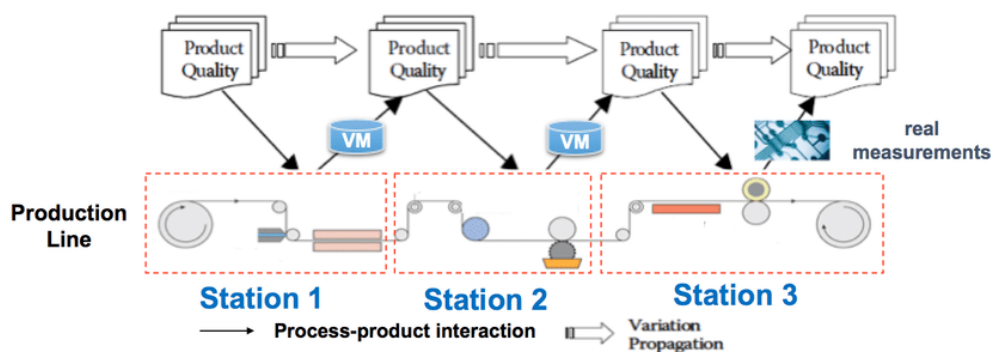 Product
Quality
Product
Quality
Product
Quality
Product
Quality
VM
VM
real
measurements
Production
Line
Station 1
Station 2
Station 3
Process-product interaction
Variation
Propagation